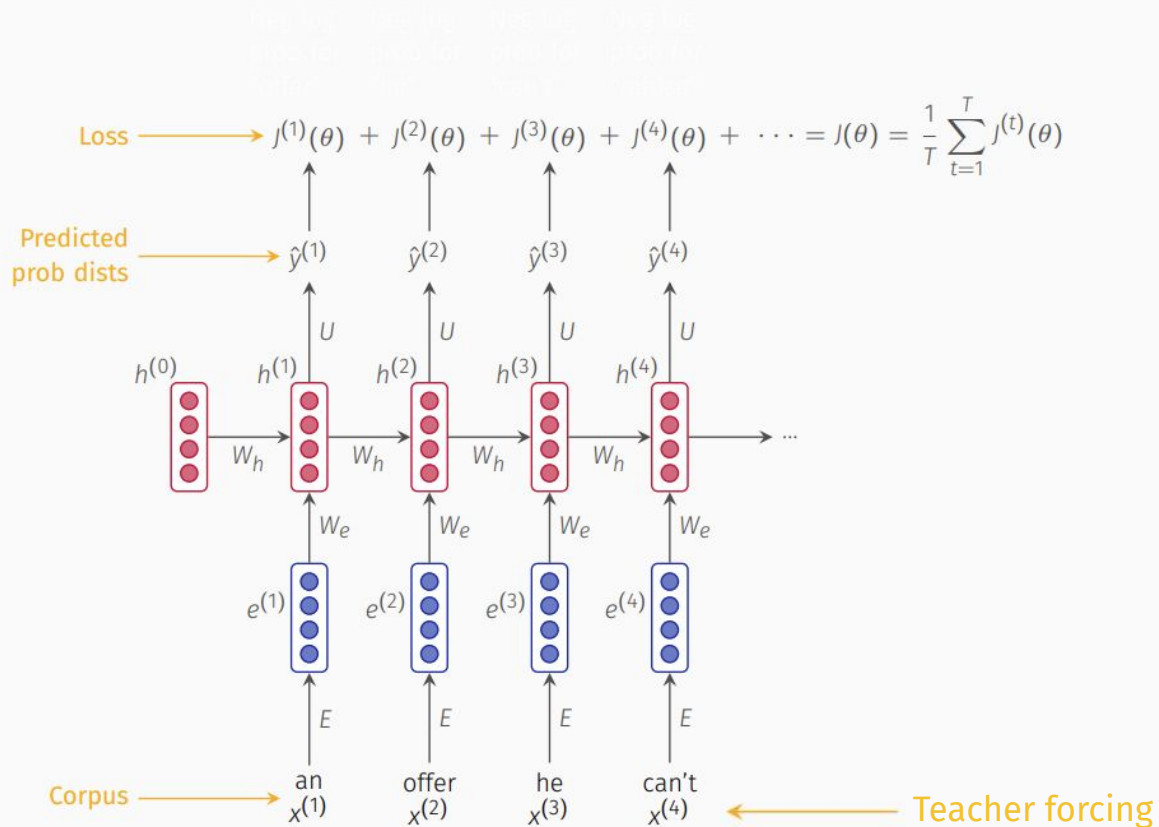 Loss J⁽¹⁾(θ) + J⁽²⁾(θ) + J⁽³⁾(θ) + J⁽⁴⁾(θ) + ⋯ = J(θ) = 1/T ∑ₜ₌₁ᵀ J⁽ᵗ⁾(θ)
Predicted
prob dists
ŷ⁽¹⁾ ŷ⁽²⁾ ŷ⁽³⁾ ŷ⁽⁴⁾
U U U U
h⁽⁰⁾ h⁽¹⁾ h⁽²⁾ h⁽³⁾ h⁽⁴⁾
...
W_h W_h W_h W_h
W_e W_e W_e W_e
e⁽¹⁾ e⁽²⁾ e⁽³⁾ e⁽⁴⁾
E E E E
an offer he can't
Corpus
x⁽¹⁾ x⁽²⁾ x⁽³⁾ x⁽⁴⁾
Teacher forcing